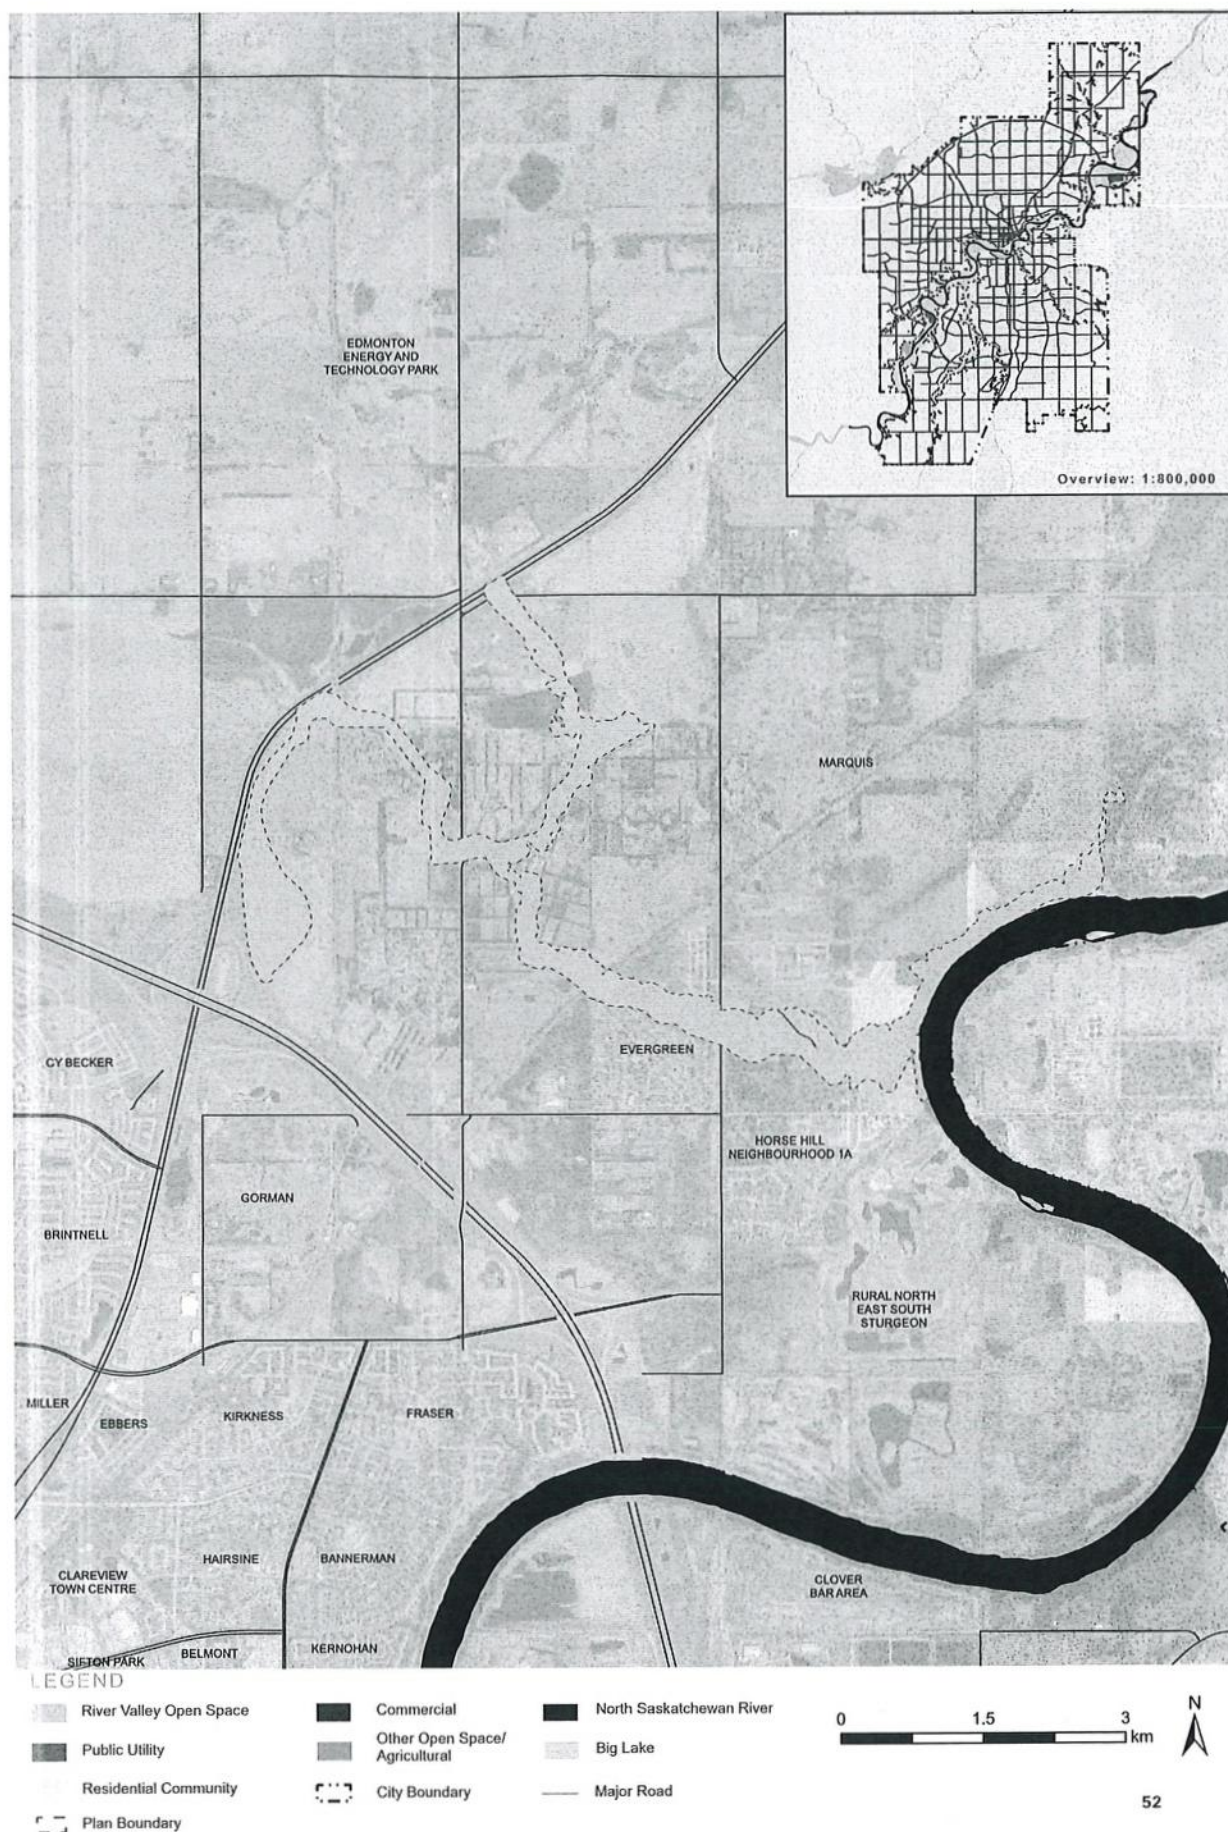 Overview: 1:800,000
EDMONTON
ENERGY AND
TECHNOLOGY PARK
MARQUIS
EVERGREEN
CY BECKER
HORSE HILL
NEIGHBOURHOOD 1A
GORMAN
BRINTNELL
RURAL NORTH
EAST SOUTH
STURGEON
MILLER
EBBERS
KIRKNESS
FRASER
HAIRSINE
BANNERMAN
CLAREVIEW
TOWN CENTRE
CLOVER
BAR AREA
SIFTON PARK
BELMONT
KERNOHAN
LEGEND
River Valley Open Space
Public Utility
Residential Community
Plan Boundary
Commercial
Other Open Space/
Agricultural
City Boundary
North Saskatchewan River
Big Lake
Major Road
0 1.5 3
km
N
52